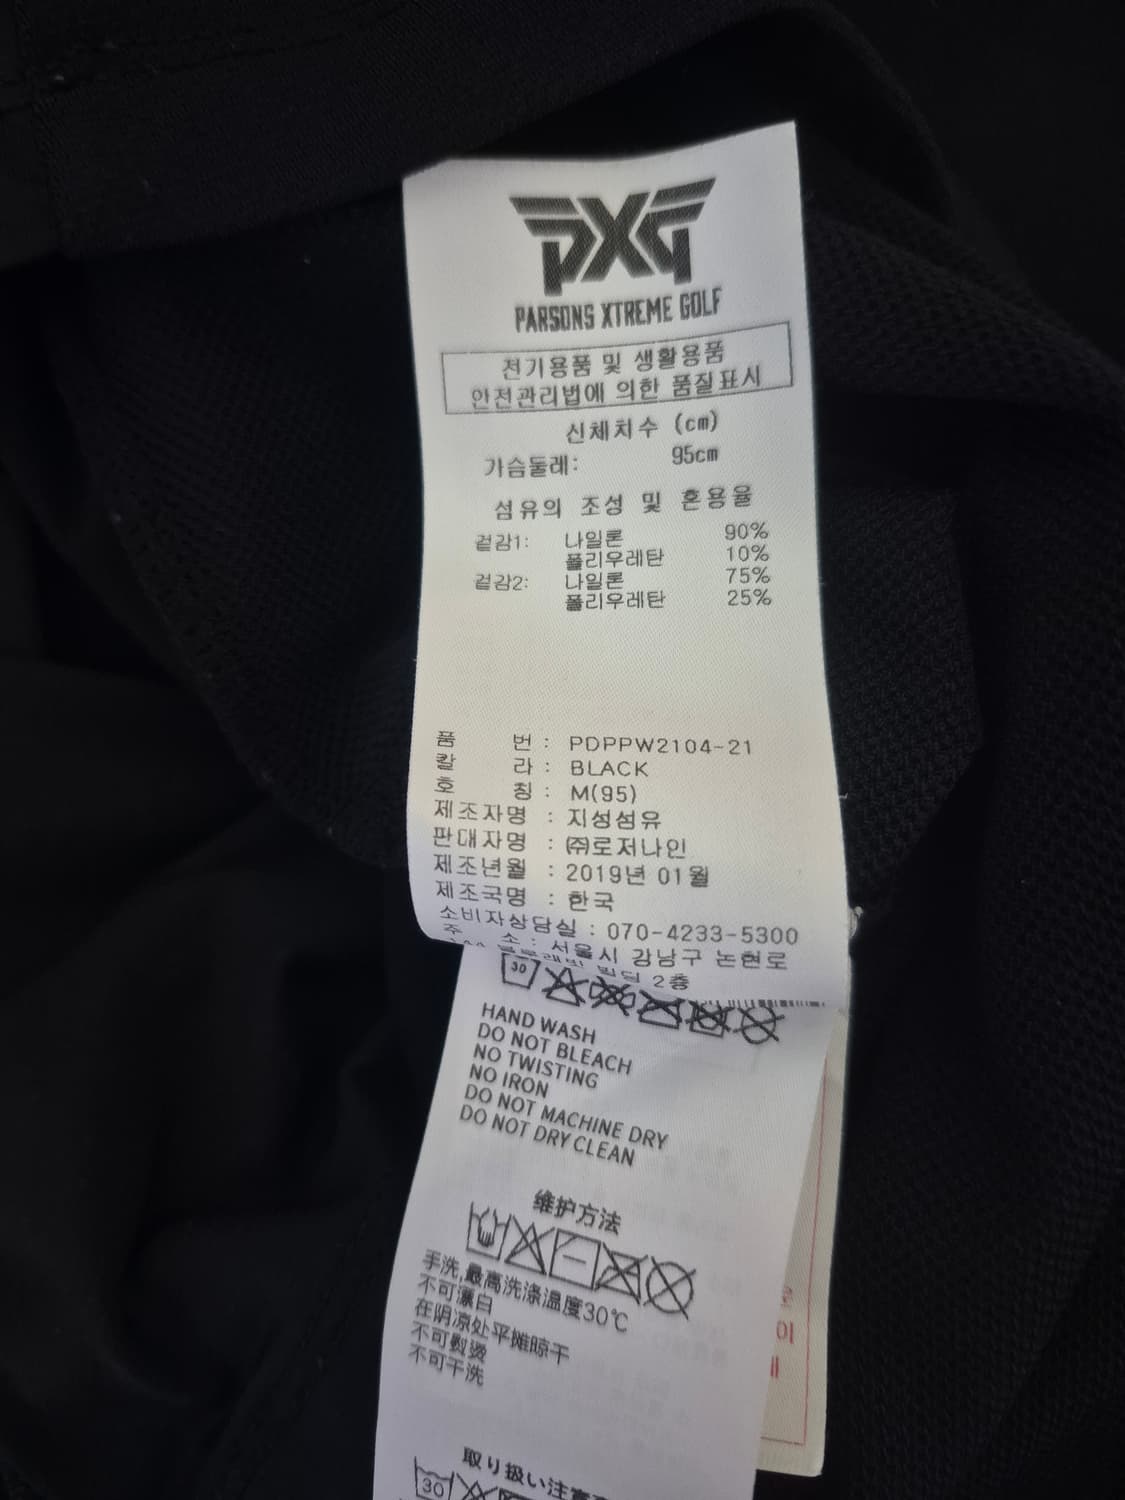 PXG
PARSONS XTREME GOLF
전기용품 및 생활용품
안전관리법에 의한 품질표시
신체치수 (cm)
가슴둘레: 95cm
섬유의 조성 및 혼용율
겉감1: 나일론 90%
폴리우레탄 10%
겉감2: 나일론 75%
폴리우레탄 25%
품 번 : PDPPW2104-21
칼 라 : BLACK
호 칭 : M(95)
제조자명 : 지성섬유
판매자명 : ㈜로저나인
제조년월 : 2019년 01월
제조국명 : 한국
소비자상담실 : 070-4233-5300
주 소 : 서울시 강남구 논현로
빌딩 2층
30
HAND WASH
DO NOT BLEACH
NO TWISTING
NO IRON
DO NOT MACHINE DRY
DO NOT DRY CLEAN
维护方法
手洗,最高洗涤温度30℃
不可漂白
在阴凉处平摊晾干
不可熨烫
不可干洗
取り扱い注意
30